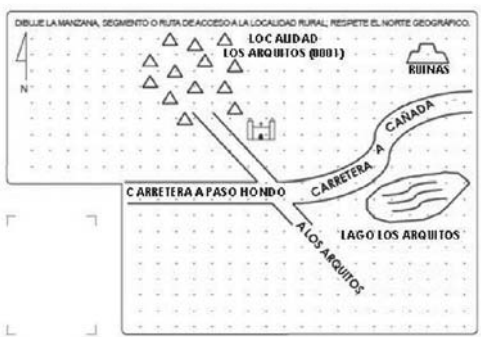 DIBUJE LA MANZANA, SEGMENTO O RUTA DE ACCESO A LA LOCALIDAD RURAL; RESPETE EL NORTE GEOGRÁFICO.
LOCALIDAD
LOS ARQUITOS (0001)
RUINAS
N
CARRETERA A CAÑADA
CARRETERA A PASO HONDO
LAGO LOS ARQUITOS
A LOS ARQUITOS